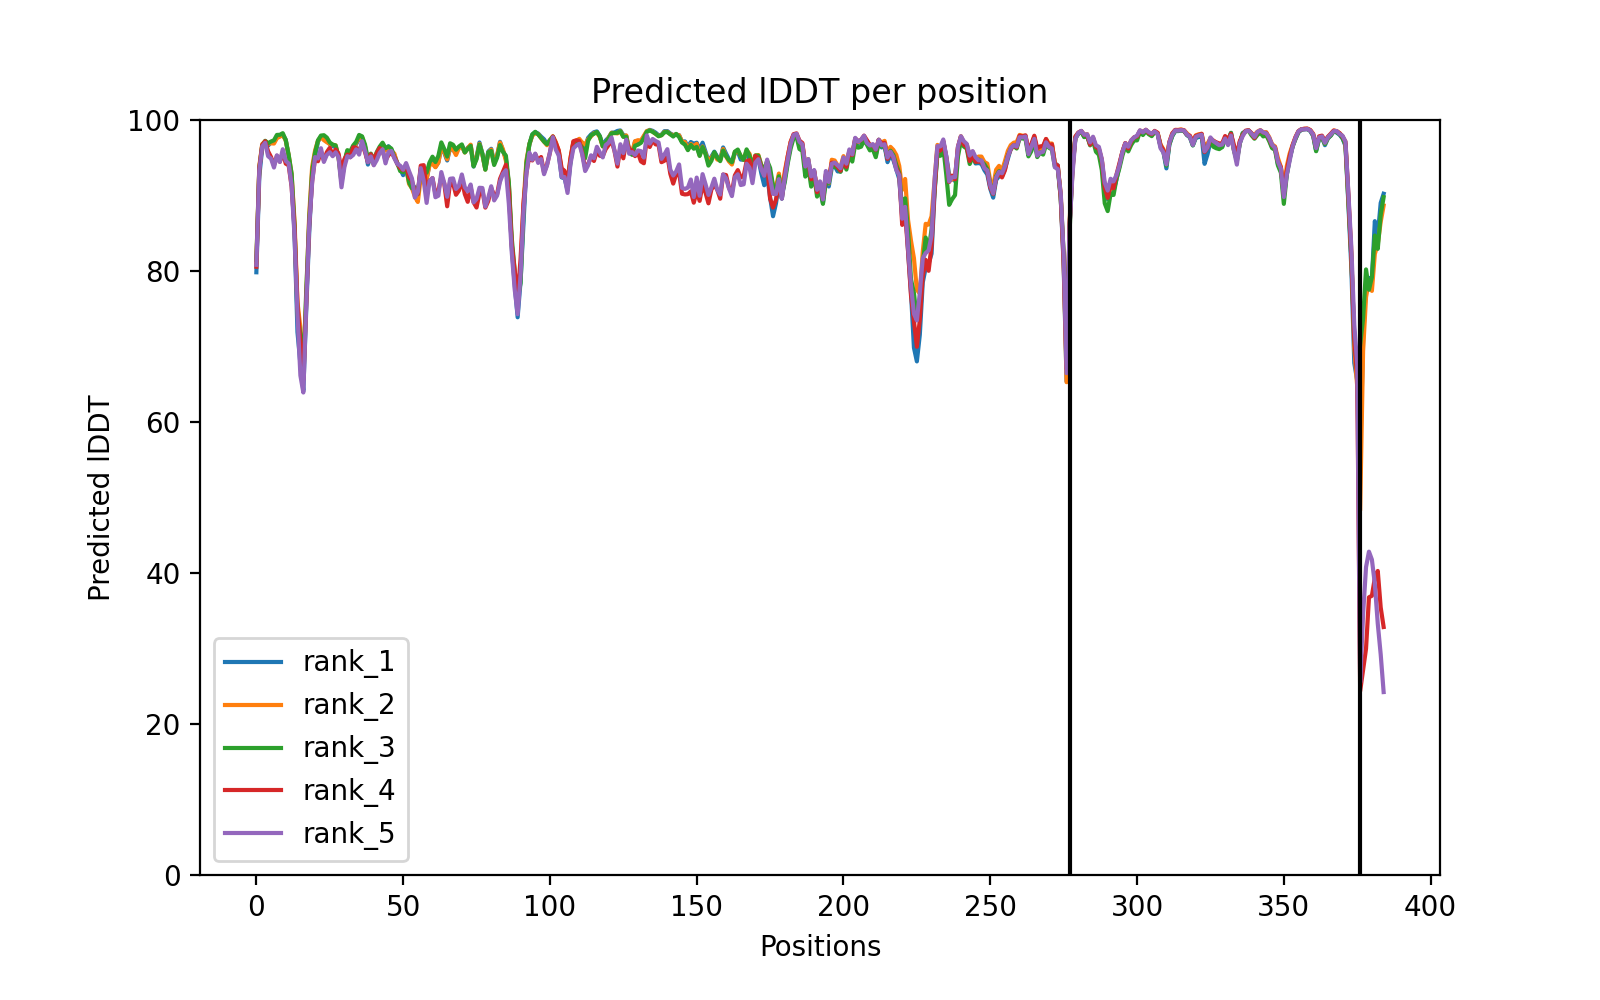 Predicted lDDT per position
100
80
60
40
20
0
Predicted lDDT
rank_1
rank_2
rank_3
rank_4
rank_5
0 50 100 150 200 250 300 350 400
Positions